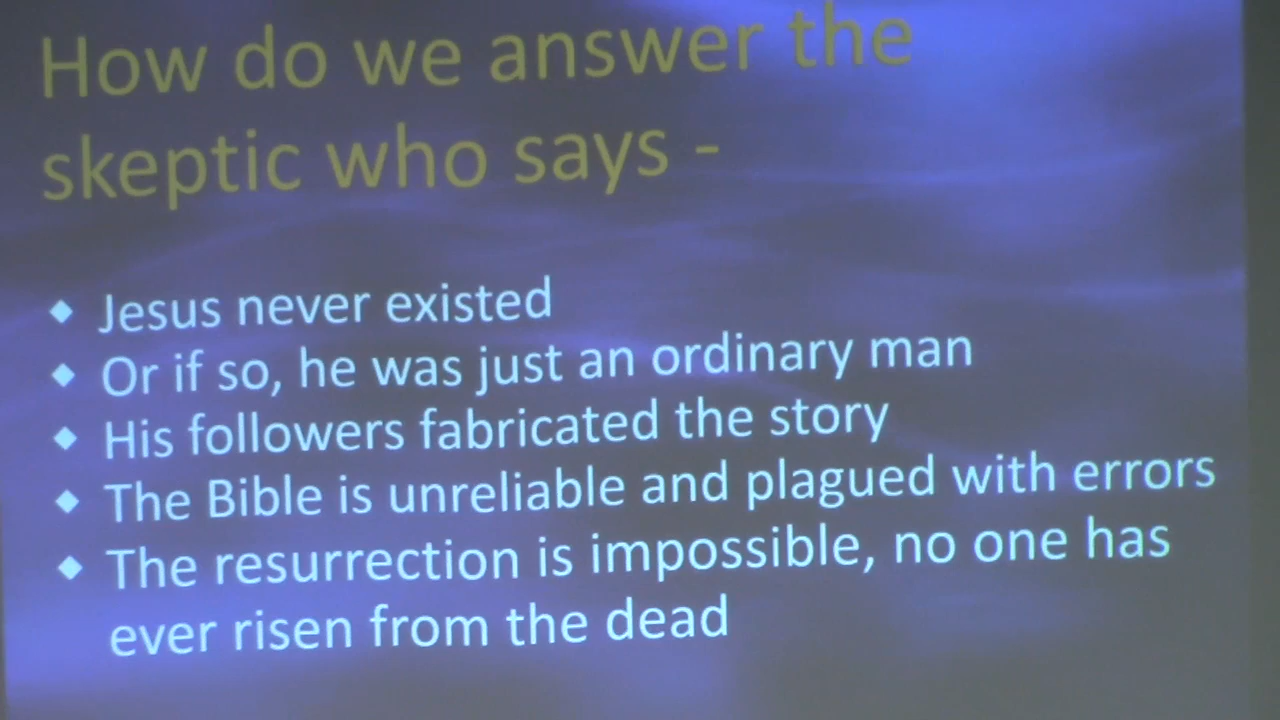 How do we answer the
skeptic who says -
◆ Jesus never existed
◆ Or if so, he was just an ordinary man
◆ His followers fabricated the story
◆ The Bible is unreliable and plagued with errors
◆ The resurrection is impossible, no one has
ever risen from the dead